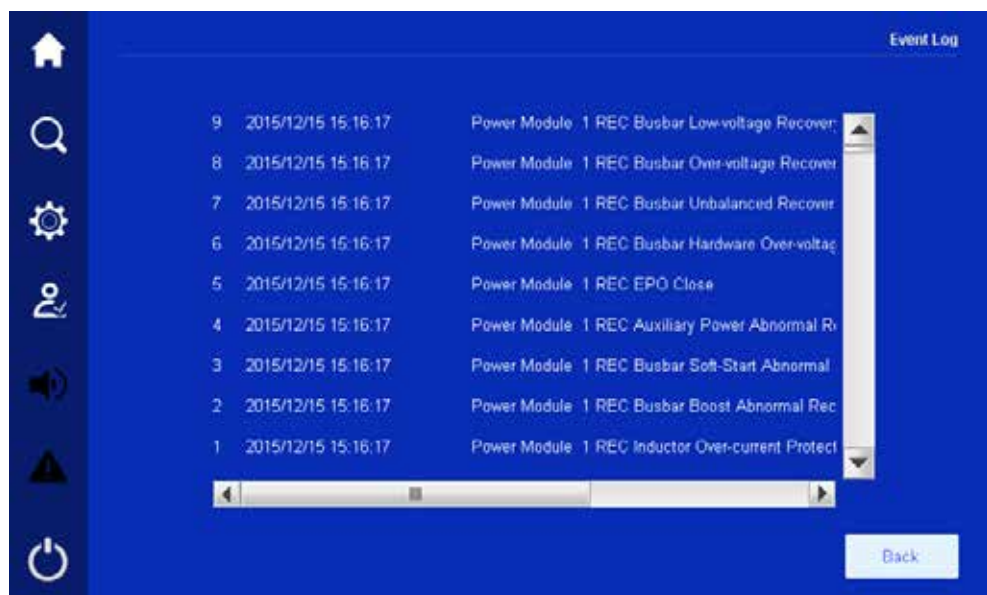 Event Log
9 2015/12/15 15:16:17 Power Module 1 REC Busbar Low-voltage Recover
8 2015/12/15 15:16:17 Power Module 1 REC Busbar Over-voltage Recover
7 2015/12/15 15:16:17 Power Module 1 REC Busbar Unbalanced Recover
6 2015/12/15 15:16:17 Power Module 1 REC Busbar Hardware Over-voltag
5 2015/12/15 15:16:17 Power Module 1 REC EPO Close
4 2015/12/15 15:16:17 Power Module 1 REC Auxiliary Power Abnormal R
3 2015/12/15 15:16:17 Power Module 1 REC Busbar Soft-Start Abnormal
2 2015/12/15 15:16:17 Power Module 1 REC Busbar Boost Abnormal Rec
1 2015/12/15 15:16:17 Power Module 1 REC Inductor Over-current Protect
Back